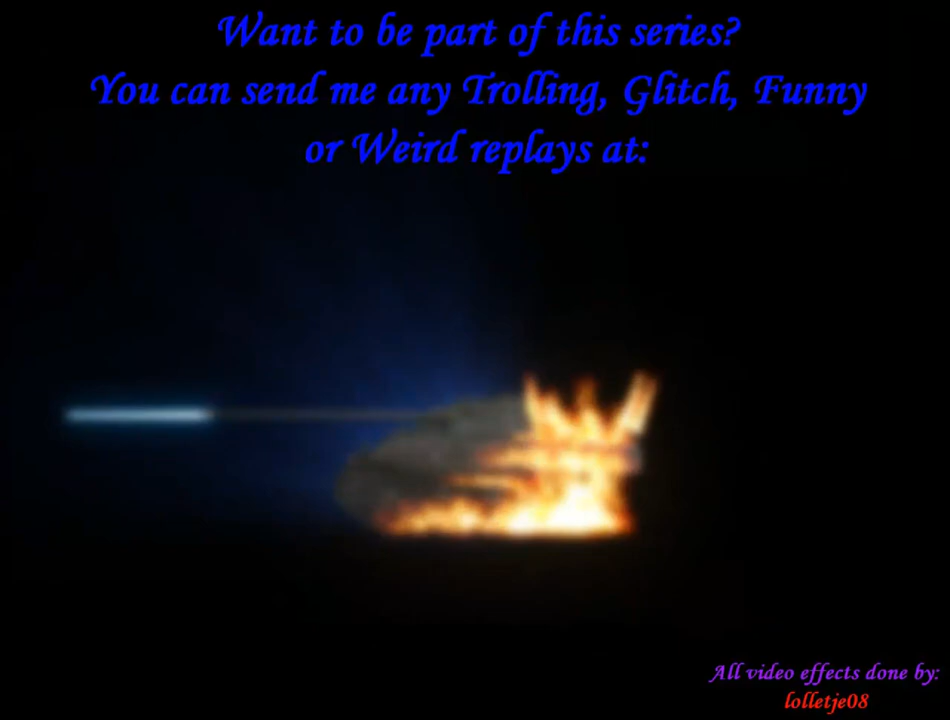 Want to be part of this series?
You can send me any Trolling, Glitch, Funny
or Weird replays at:
All video effects done by:
lolletje08